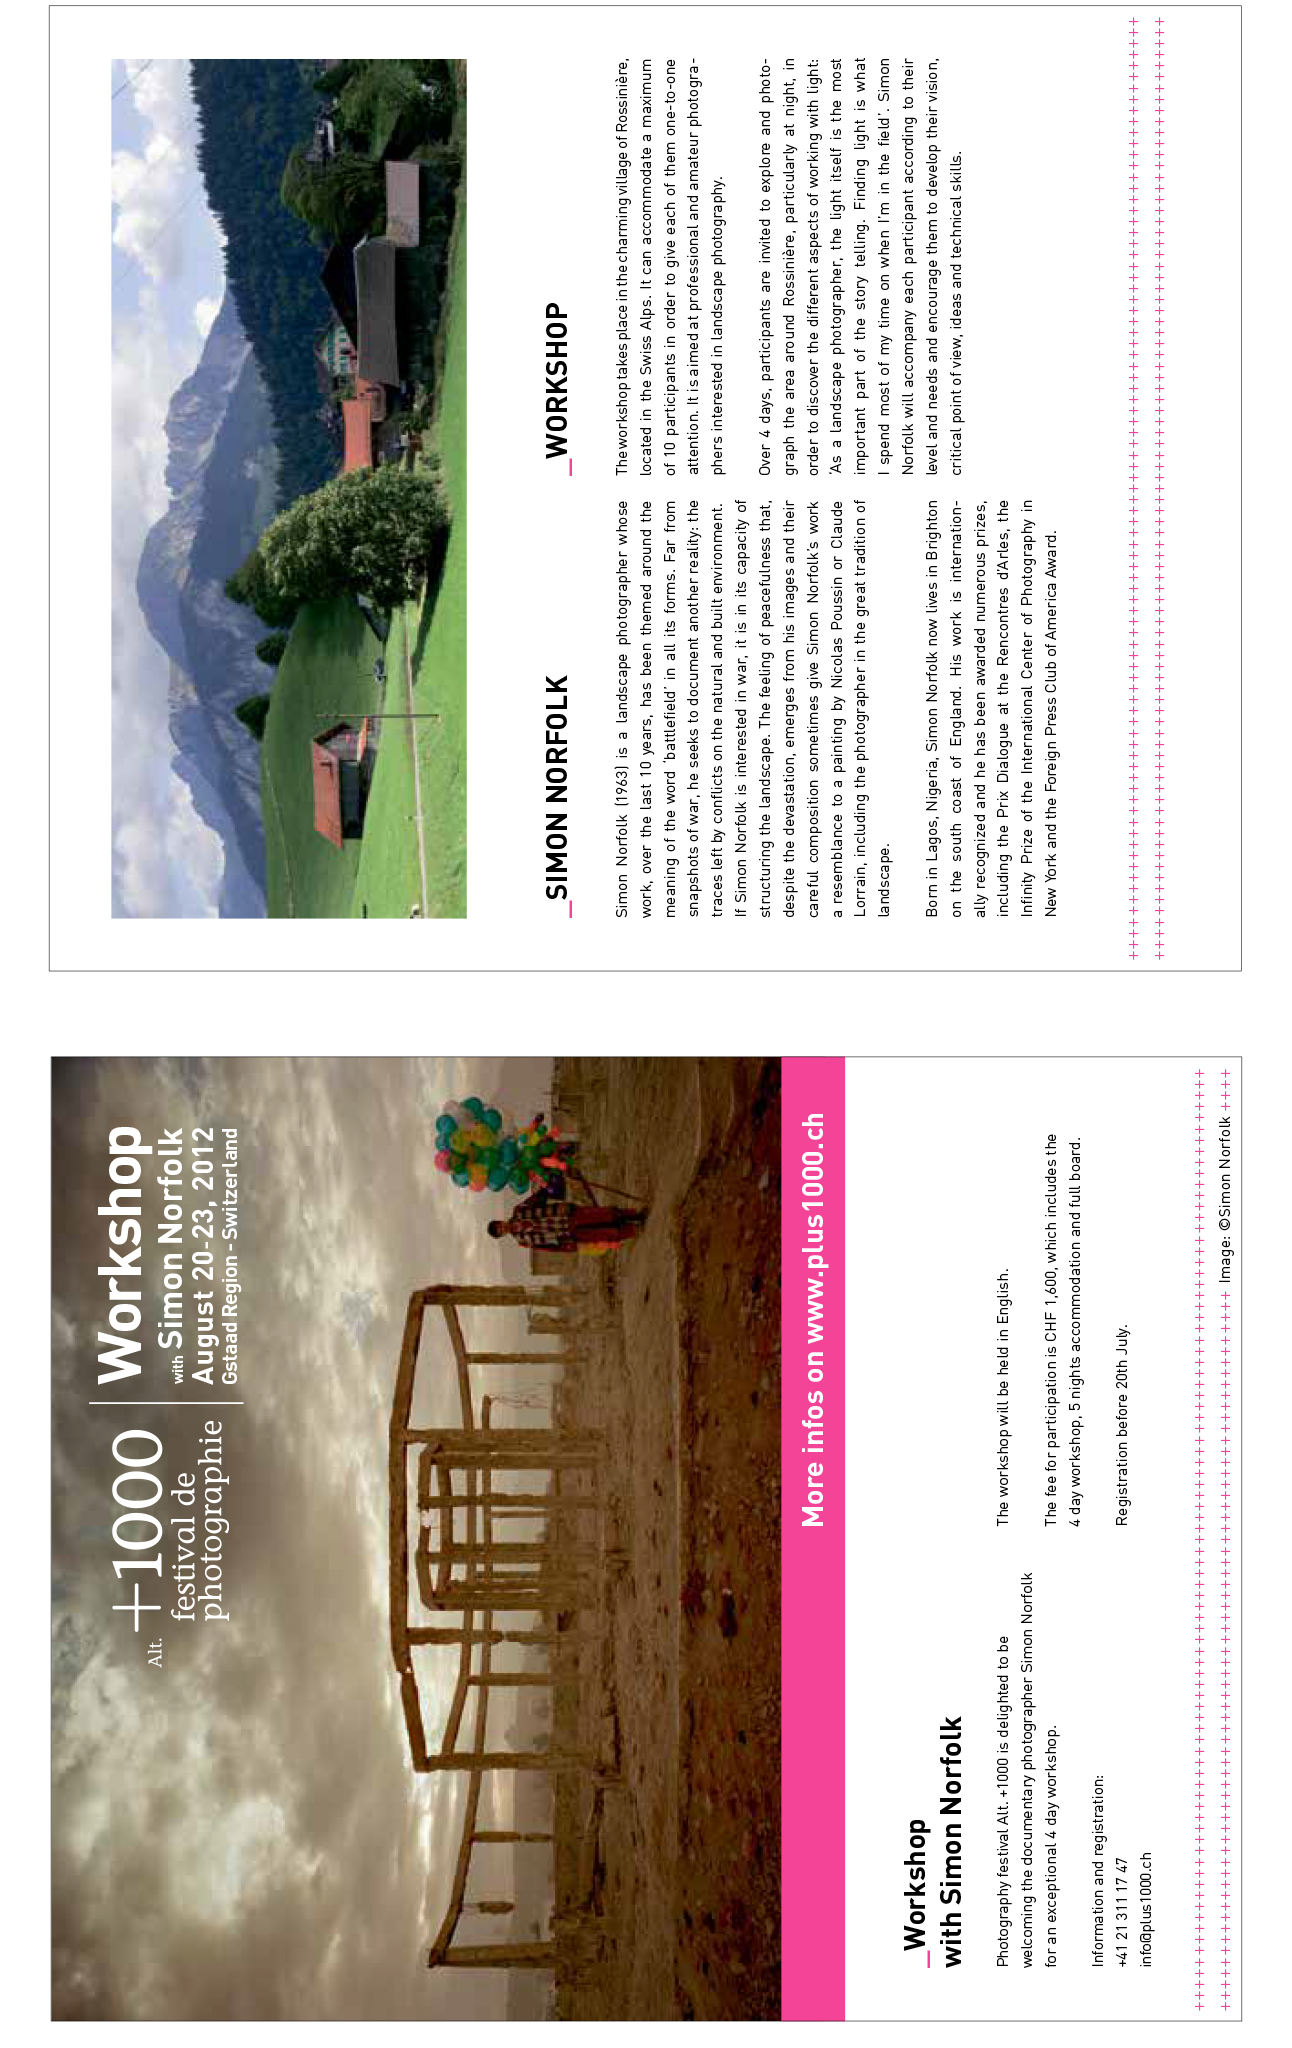 _SIMON NORFOLK
Simon Norfolk (1963) is a landscape photographer whose
work, over the last 10 years, has been themed around the
meaning of the word ‘battlefield’ in all its forms. Far from
snapshots of war, he seeks to document another reality: the
traces left by conflicts on the natural and built environment.
If Simon Norfolk is interested in war, it is in its capacity of
structuring the landscape. The feeling of peacefulness that,
despite the devastation, emerges from his images and their
careful composition sometimes give Simon Norfolk’s work
a resemblance to a painting by Nicolas Poussin or Claude
Lorrain, including the photographer in the great tradition of
landscape.
Born in Lagos, Nigeria, Simon Norfolk now lives in Brighton
on the south coast of England. His work is internation-
ally recognized and he has been awarded numerous prizes,
including the Prix Dialogue at the Rencontres d’Arles, the
Infinity Prize of the International Center of Photography in
New York and the Foreign Press Club of America Award.
_WORKSHOP
The workshop takes place in the charming village of Rossinière,
located in the Swiss Alps. It can accommodate a maximum
of 10 participants in order to give each of them one-to-one
attention. It is aimed at professional and amateur photogra-
phers interested in landscape photography.
Over 4 days, participants are invited to explore and photo-
graph the area around Rossinière, particularly at night, in
order to discover the different aspects of working with light:
‘As a landscape photographer, the light itself is the most
important part of the story telling. Finding light is what
I spend most of my time on when I’m in the field’. Simon
Norfolk will accompany each participant according to their
level and needs and encourage them to develop their vision,
critical point of view, ideas and technical skills.
Alt. +1000
festival de
photographie
Workshop
with Simon Norfolk
August 20-23, 2012
Gstaad Region - Switzerland
More infos on www.plus1000.ch
_Workshop
with Simon Norfolk
Photography festival Alt. +1000 is delighted to be
welcoming the documentary photographer Simon Norfolk
for an exceptional 4 day workshop.
Information and registration:
+41 21 311 17 47
info@plus1000.ch
The workshop will be held in English.
The fee for participation is CHF 1,600, which includes the
4 day workshop, 5 nights accommodation and full board.
Registration before 20th July.
Image: ©Simon Norfolk